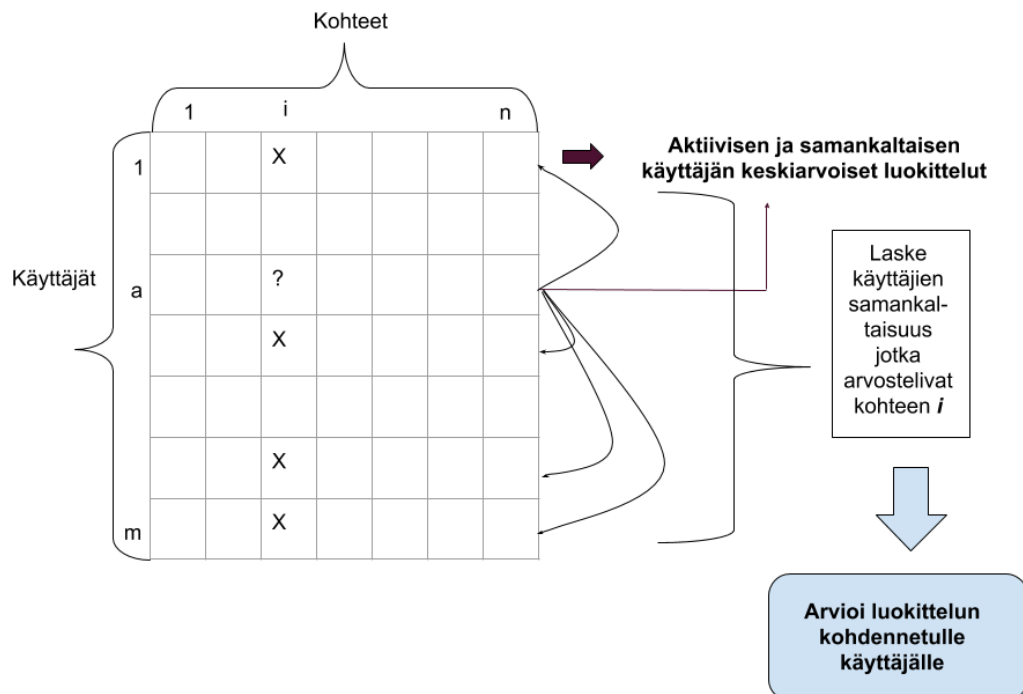 Kohteet
1 i n
1 X
Käyttäjät
a ?
X
X
m X
Aktiivisen ja samankaltaisen
käyttäjän keskiarvoiset luokittelut
Laske
käyttäjien
samankal-
taisuus
jotka
arvostelivat
kohteen i
Arvioi luokittelun
kohdennetulle
käyttäjälle